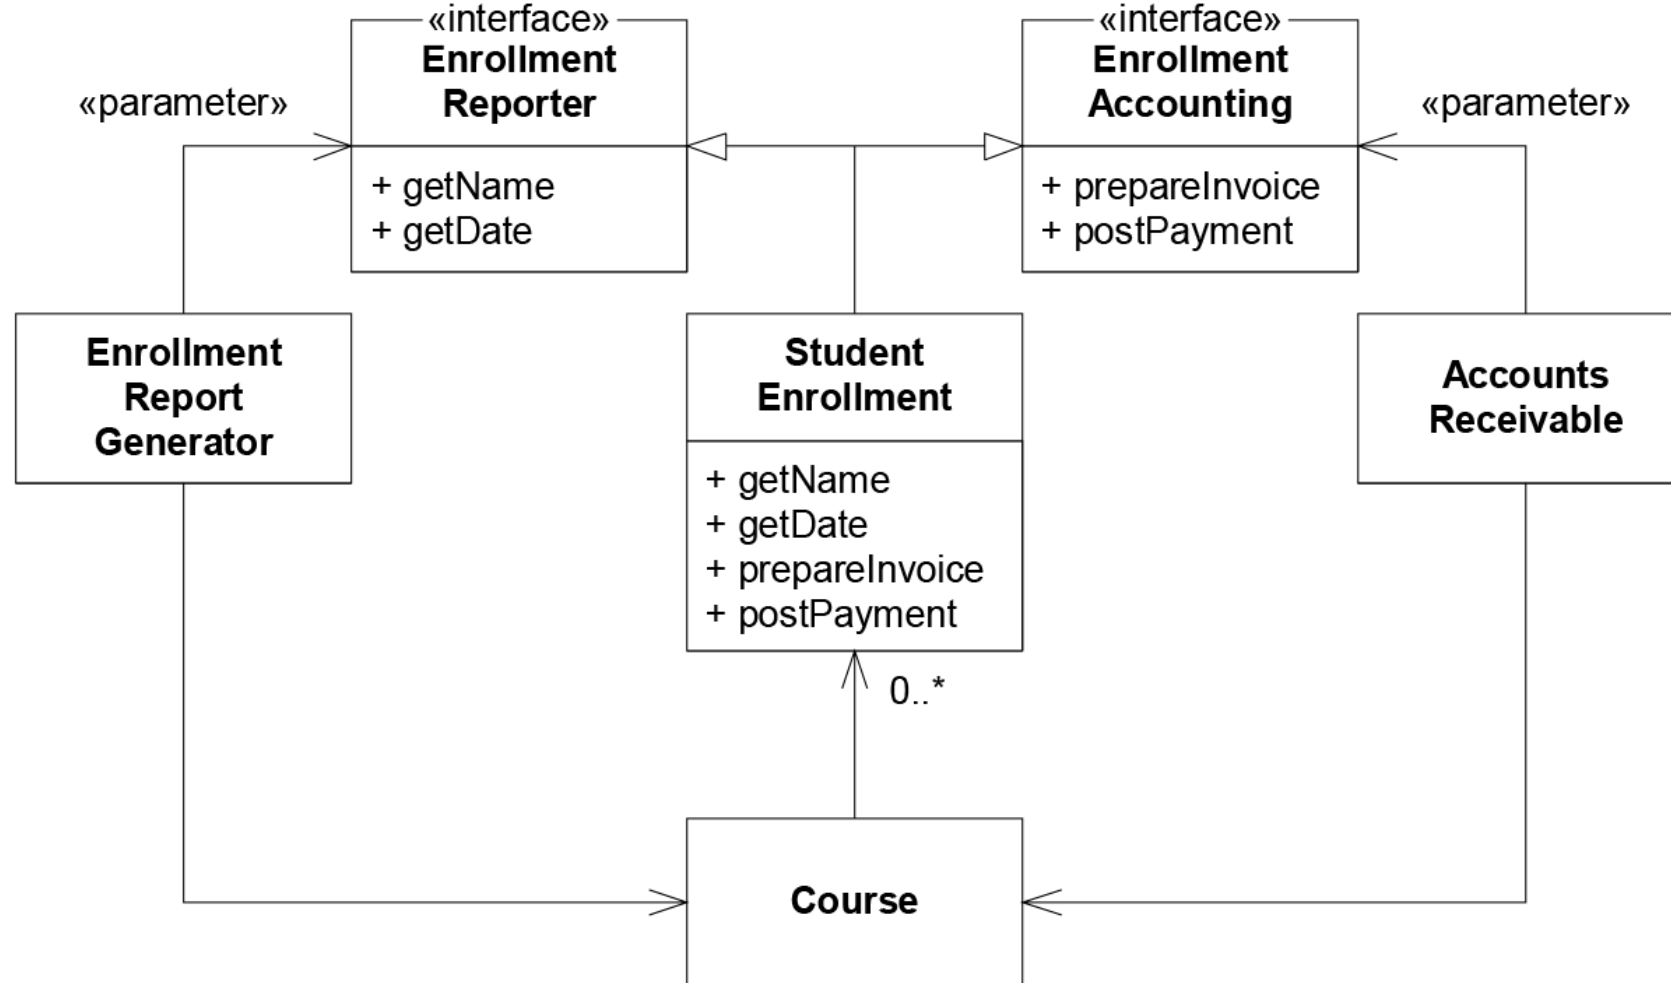 «interface»
Enrollment
Reporter
+ getName
+ getDate
«interface»
Enrollment
Accounting
+ prepareInvoice
+ postPayment
«parameter»
«parameter»
Enrollment
Report
Generator
Student
Enrollment
+ getName
+ getDate
+ prepareInvoice
+ postPayment
Accounts
Receivable
0..*
Course